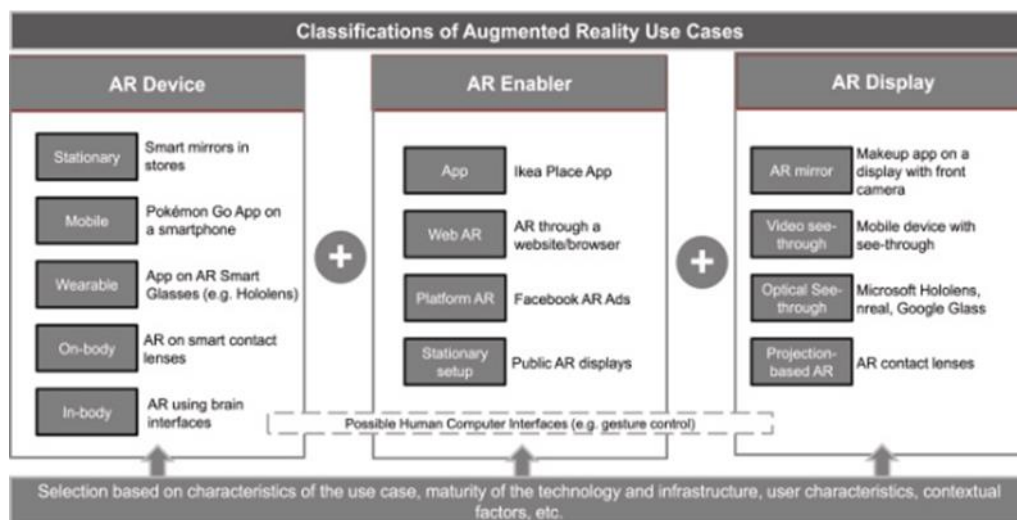 Classifications of Augmented Reality Use Cases
AR Device
Stationary
Smart mirrors in
stores
Mobile
Pokémon Go App on
a smartphone
Wearable
App on AR Smart
Glasses (e.g. Hololens)
On-body
AR on smart contact
lenses
In-body
AR using brain
interfaces
+
AR Enabler
App
Ikea Place App
Web AR
AR through a
website/browser
Platform AR
Facebook AR Ads
Stationary
setup
Public AR displays
+
AR Display
AR mirror
Makeup app on a
display with front
camera
Video see-
through
Mobile device with
see-through
Optical See-
through
Microsoft Hololens,
nreal, Google Glass
Projection-
based AR
AR contact lenses
Possible Human Computer Interfaces (e.g. gesture control)
Selection based on characteristics of the use case, maturity of the technology and infrastructure, user characteristics, contextual
factors, etc.